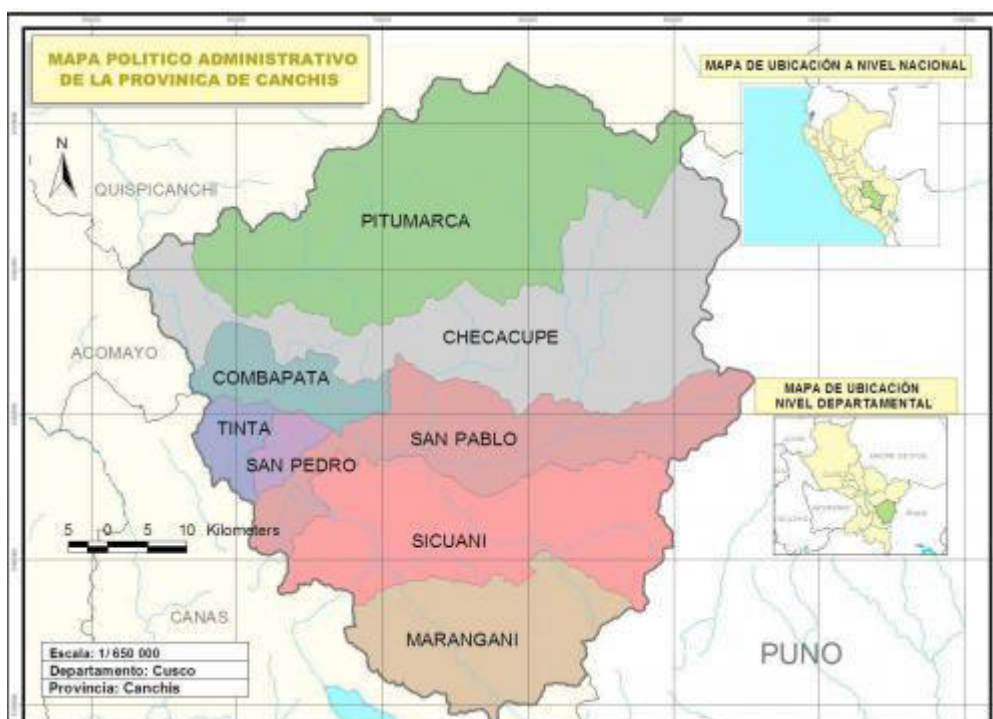 MAPA POLITICO ADMINISTRATIVO
DE LA PROVINICA DE CANCHIS
MAPA DE UBICACIÓN A NIVEL NACIONAL
N
QUISPICANCHI
PITUMARCA
CHECACUPE
ACOMAYO
COMBAPATA
MAPA DE UBICACIÓN
NIVEL DEPARTAMENTAL
TINTA
SAN PABLO
SAN PEDRO
5 0 5 10 Kilometers
SICUANI
CANAS
MARANGANI
PUNO
Escala: 1/ 650 000
Departamento: Cusco
Provincia: Canchis